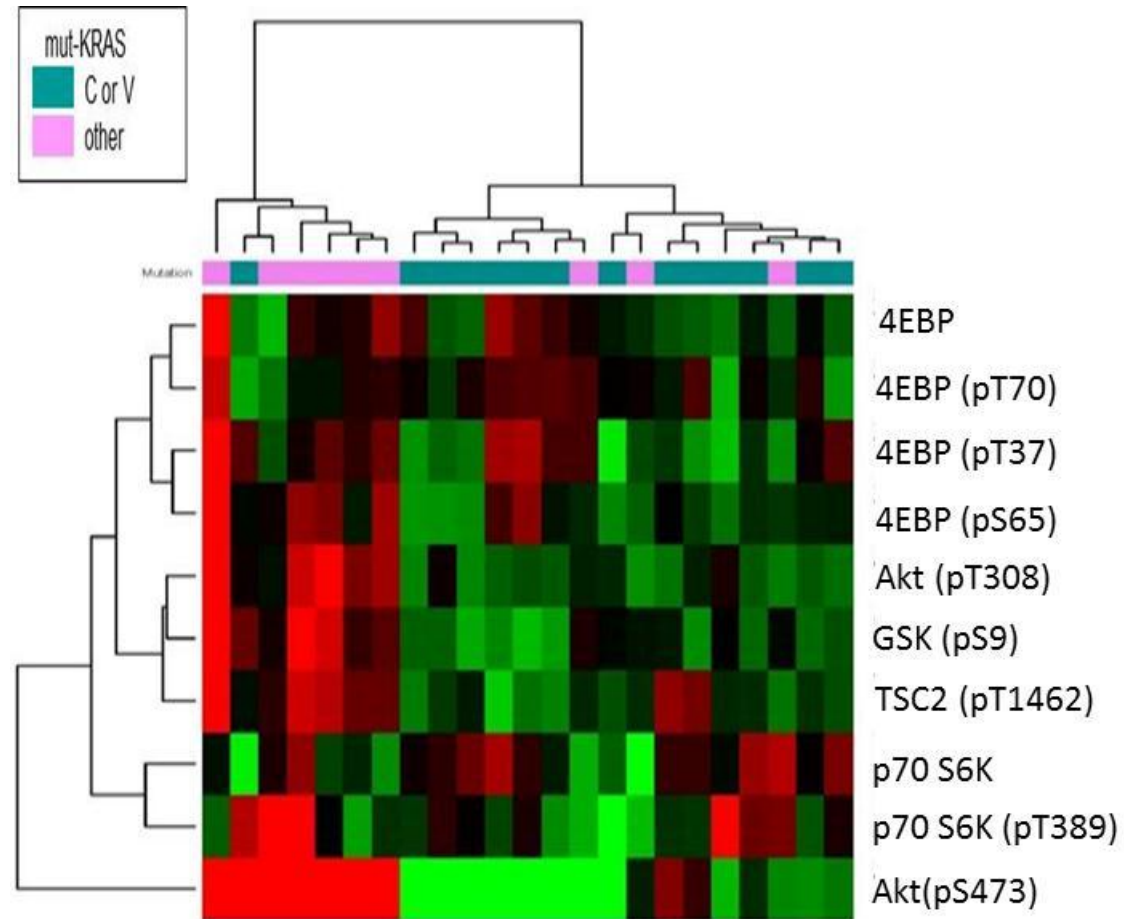 mut-KRAS
C or V
other
Mutation
4EBP
4EBP (pT70)
4EBP (pT37)
4EBP (pS65)
Akt (pT308)
GSK (pS9)
TSC2 (pT1462)
p70 S6K
p70 S6K (pT389)
Akt(pS473)